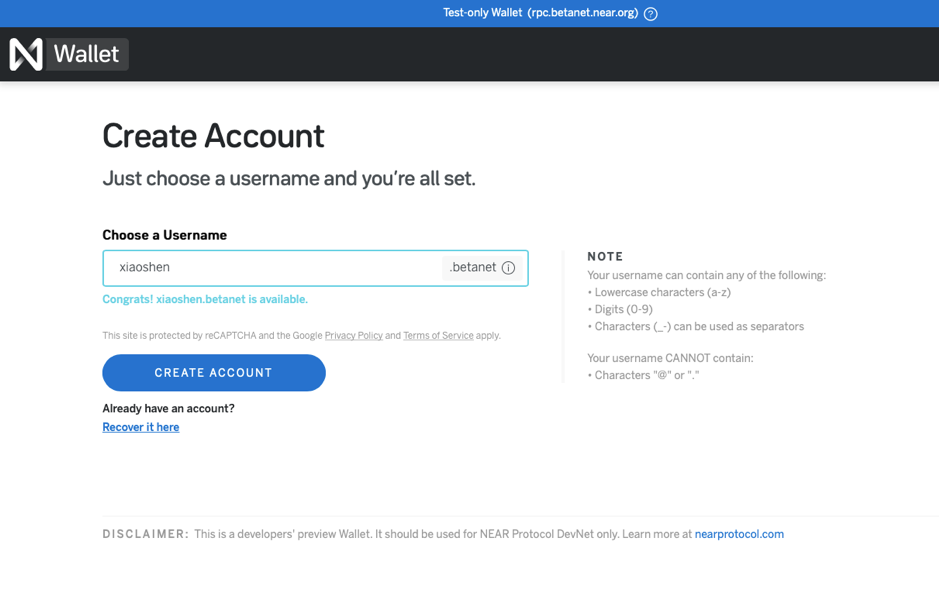 Test-only Wallet (rpc.betanet.near.org) ?
N Wallet
Create Account
Just choose a username and you’re all set.
Choose a Username
xiaoshen .betanet i
Congrats! xiaoshen.betanet is available.
This site is protected by reCAPTCHA and the Google Privacy Policy and Terms of Service apply.
CREATE ACCOUNT
Already have an account?
Recover it here
NOTE
Your username can contain any of the following:
• Lowercase characters (a-z)
• Digits (0-9)
• Characters (_-) can be used as separators
Your username CANNOT contain:
• Characters "@" or "."
DISCLAIMER: This is a developers' preview Wallet. It should be used for NEAR Protocol DevNet only. Learn more at nearprotocol.com